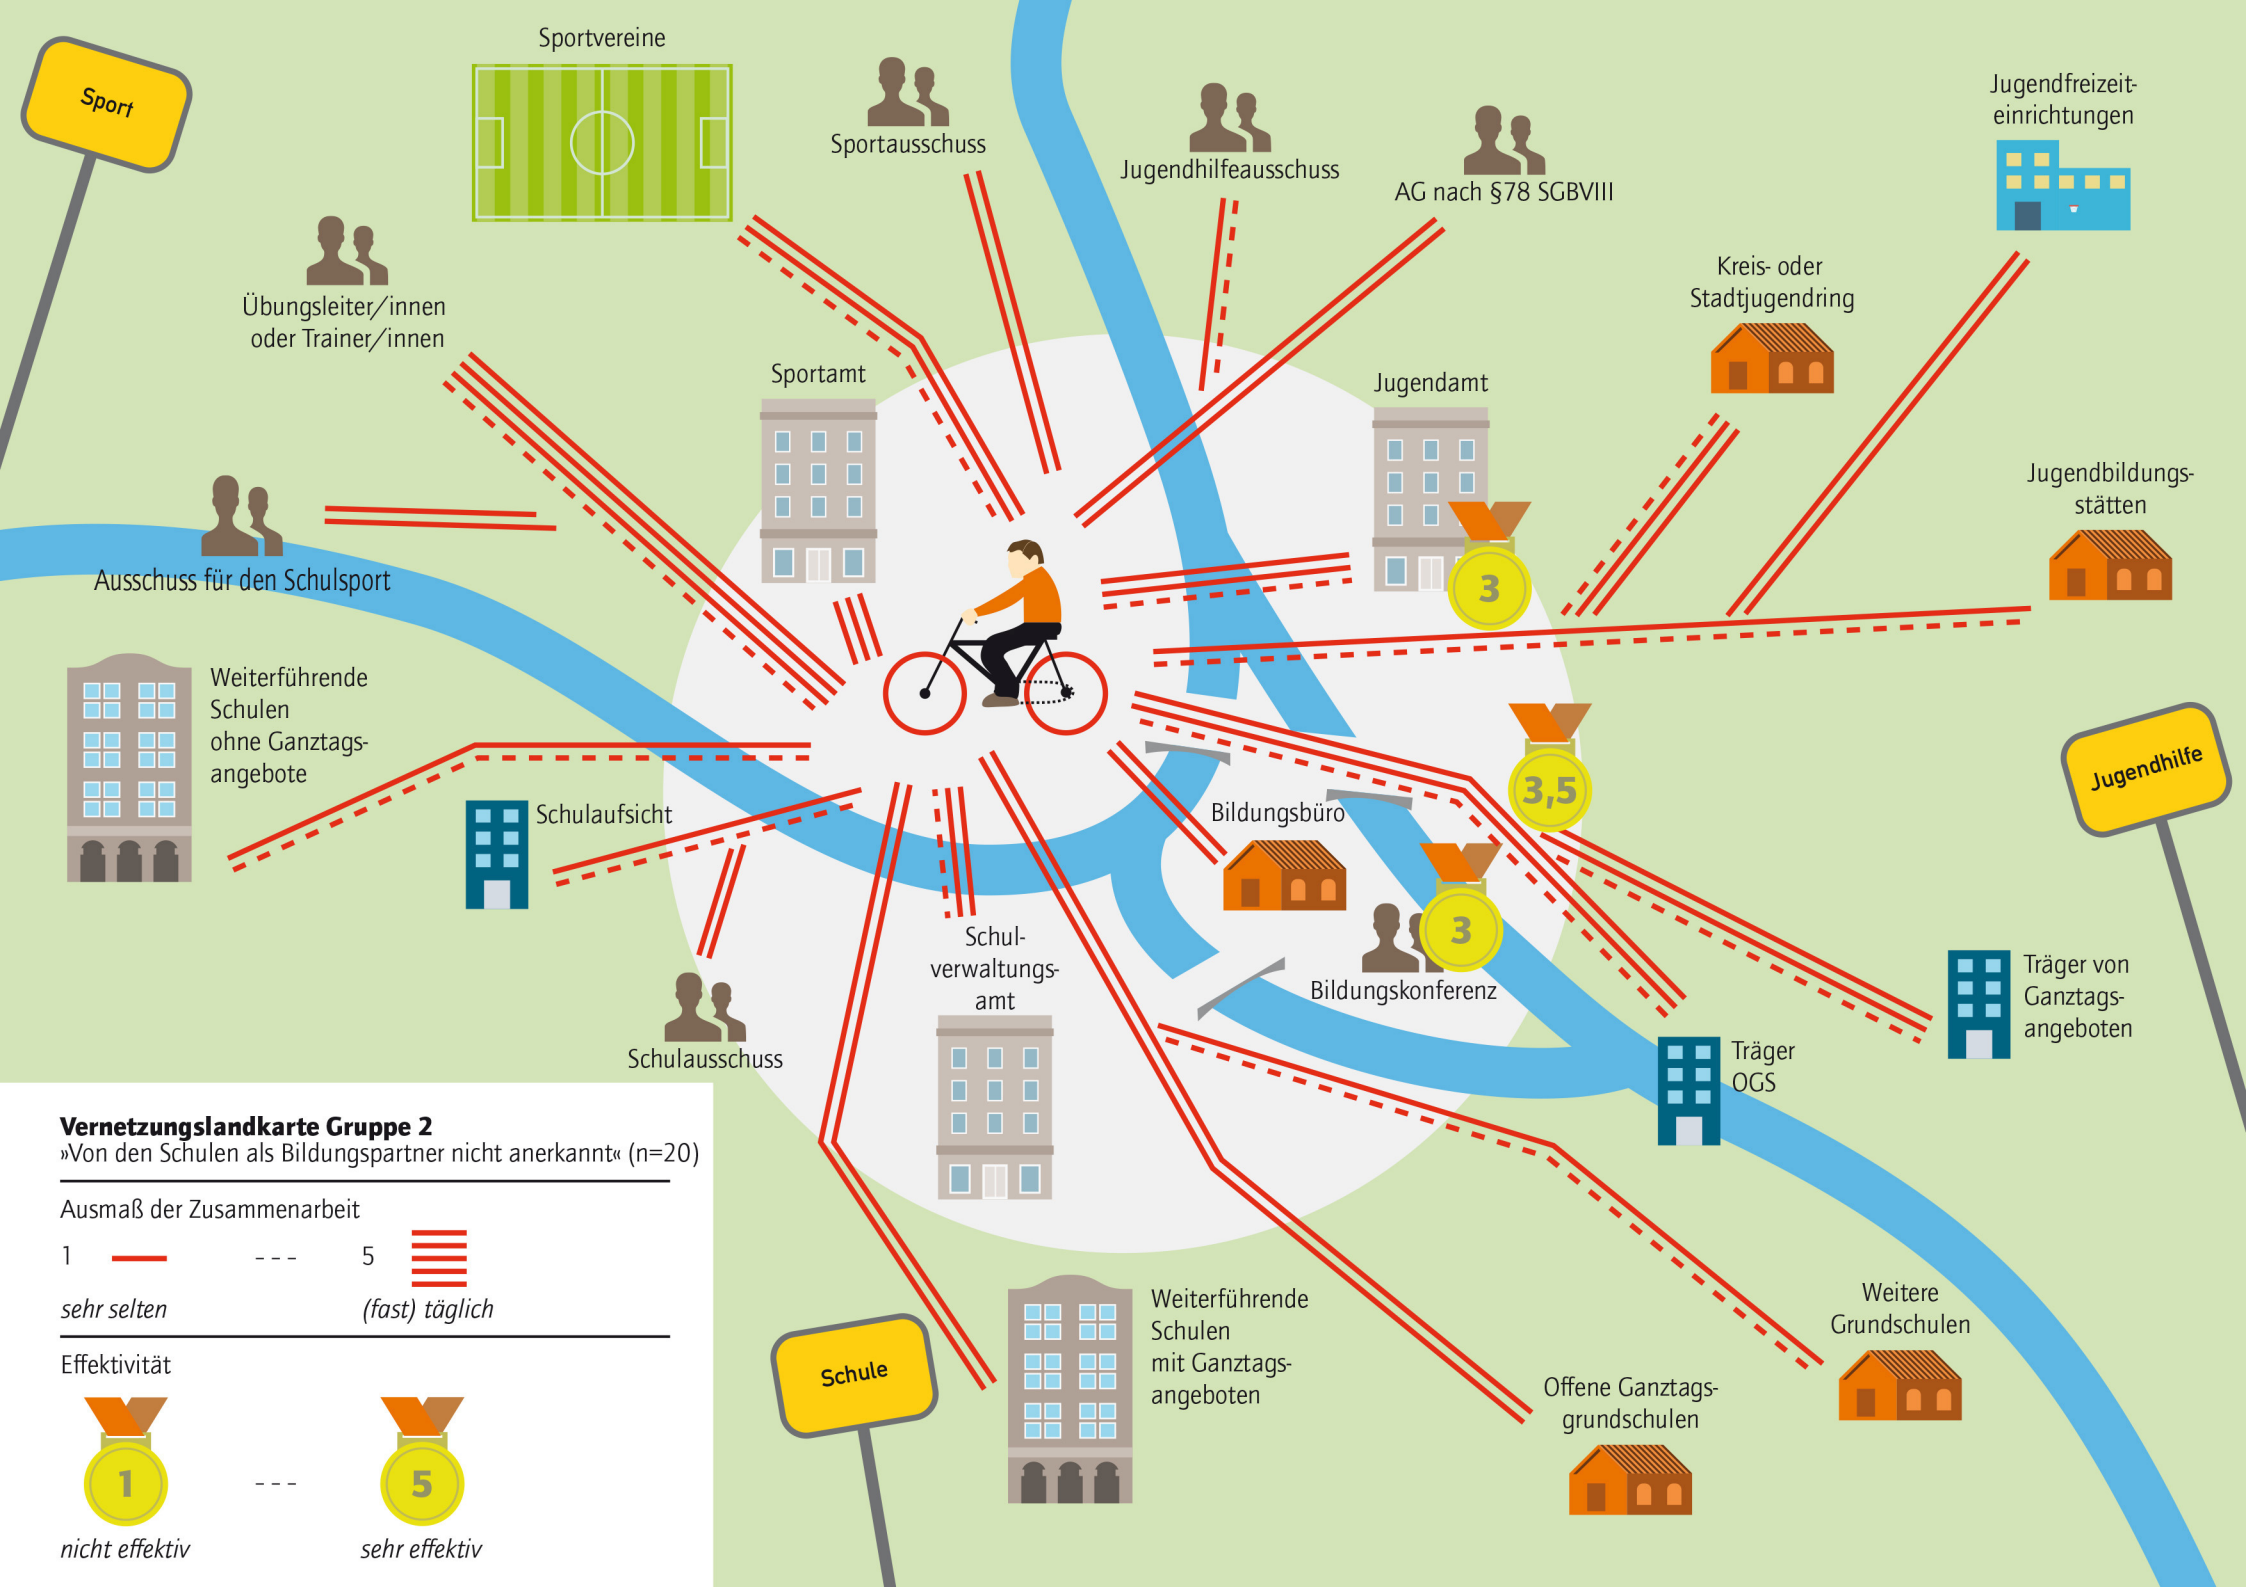 Sport
Sportvereine
Sportausschuss
Jugendhilfeausschuss
AG nach §78 SGBVIII
Jugendfreizeit-
einrichtungen
Kreis- oder
Stadtjugendring
Übungsleiter/innen
oder Trainer/innen
Sportamt
Jugendamt
3
Jugendbildungs-
stätten
Ausschuss für den Schulsport
Weiterführende
Schulen
ohne Ganztags-
angebote
Schulaufsicht
Jugendhilfe
3,5
Bildungsbüro
3
Bildungskonferenz
Schul-
verwaltungs-
amt
Schulausschuss
Träger von
Ganztags-
angeboten
Träger
OGS
Weitere
Grundschulen
Offene Ganztags-
grundschulen
Weiterführende
Schulen
mit Ganztags-
angeboten
Schule
Vernetzungslandkarte Gruppe 2
»Von den Schulen als Bildungspartner nicht anerkannt« (n=20)
Ausmaß der Zusammenarbeit
1 --- 5
sehr selten (fast) täglich
Effektivität
1 --- 5
nicht effektiv sehr effektiv